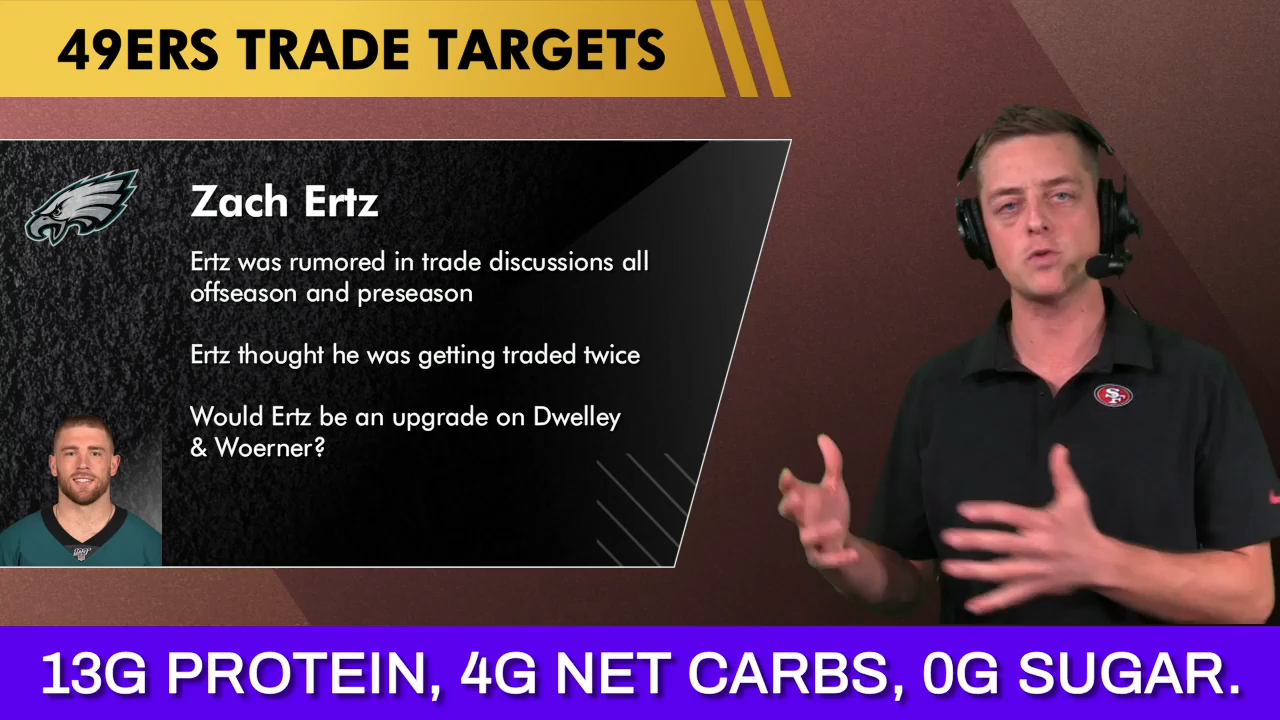 49ERS TRADE TARGETS
Zach Ertz
Ertz was rumored in trade discussions all
offseason and preseason
Ertz thought he was getting traded twice
Would Ertz be an upgrade on Dwelley
& Woerner?
SF
13G PROTEIN, 4G NET CARBS, 0G SUGAR.